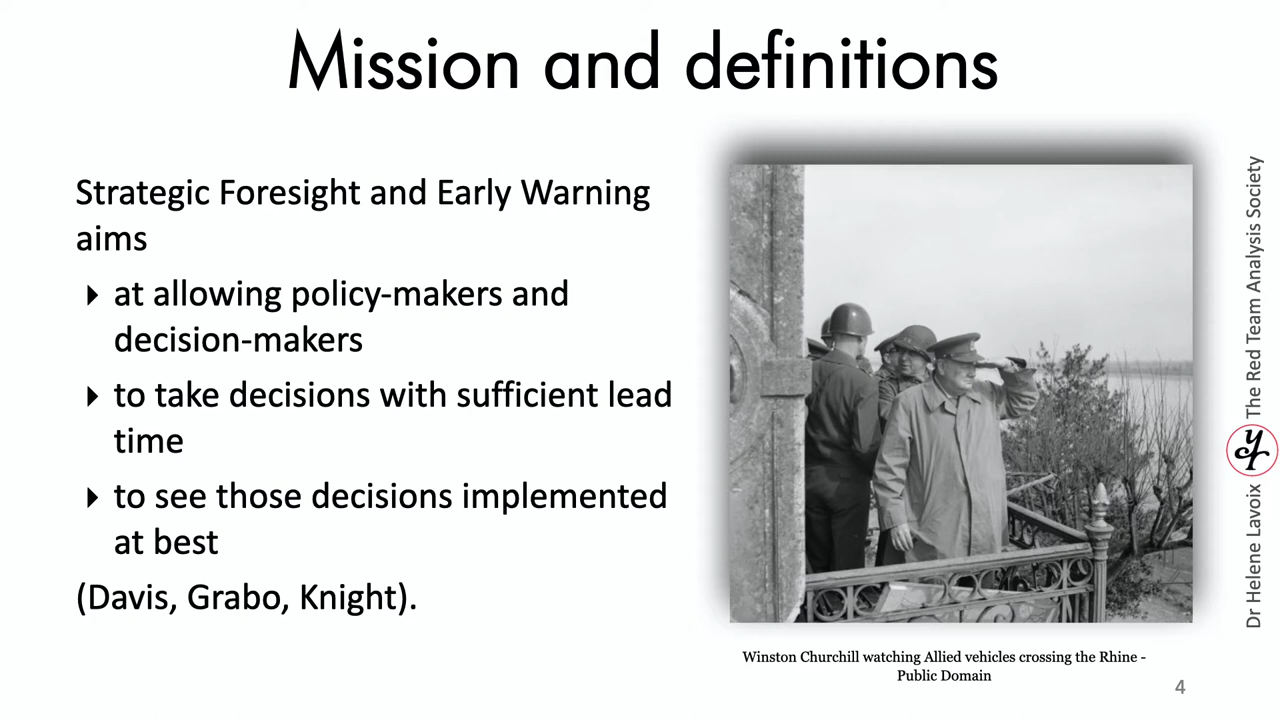 Mission and definitions
Strategic Foresight and Early Warning
aims
at allowing policy-makers and
decision-makers
to take decisions with sufficient lead
time
to see those decisions implemented
at best
(Davis, Grabo, Knight).
Winston Churchill watching Allied vehicles crossing the Rhine -
Public Domain
4
Dr Helene Lavoix
The Red Team Analysis Society